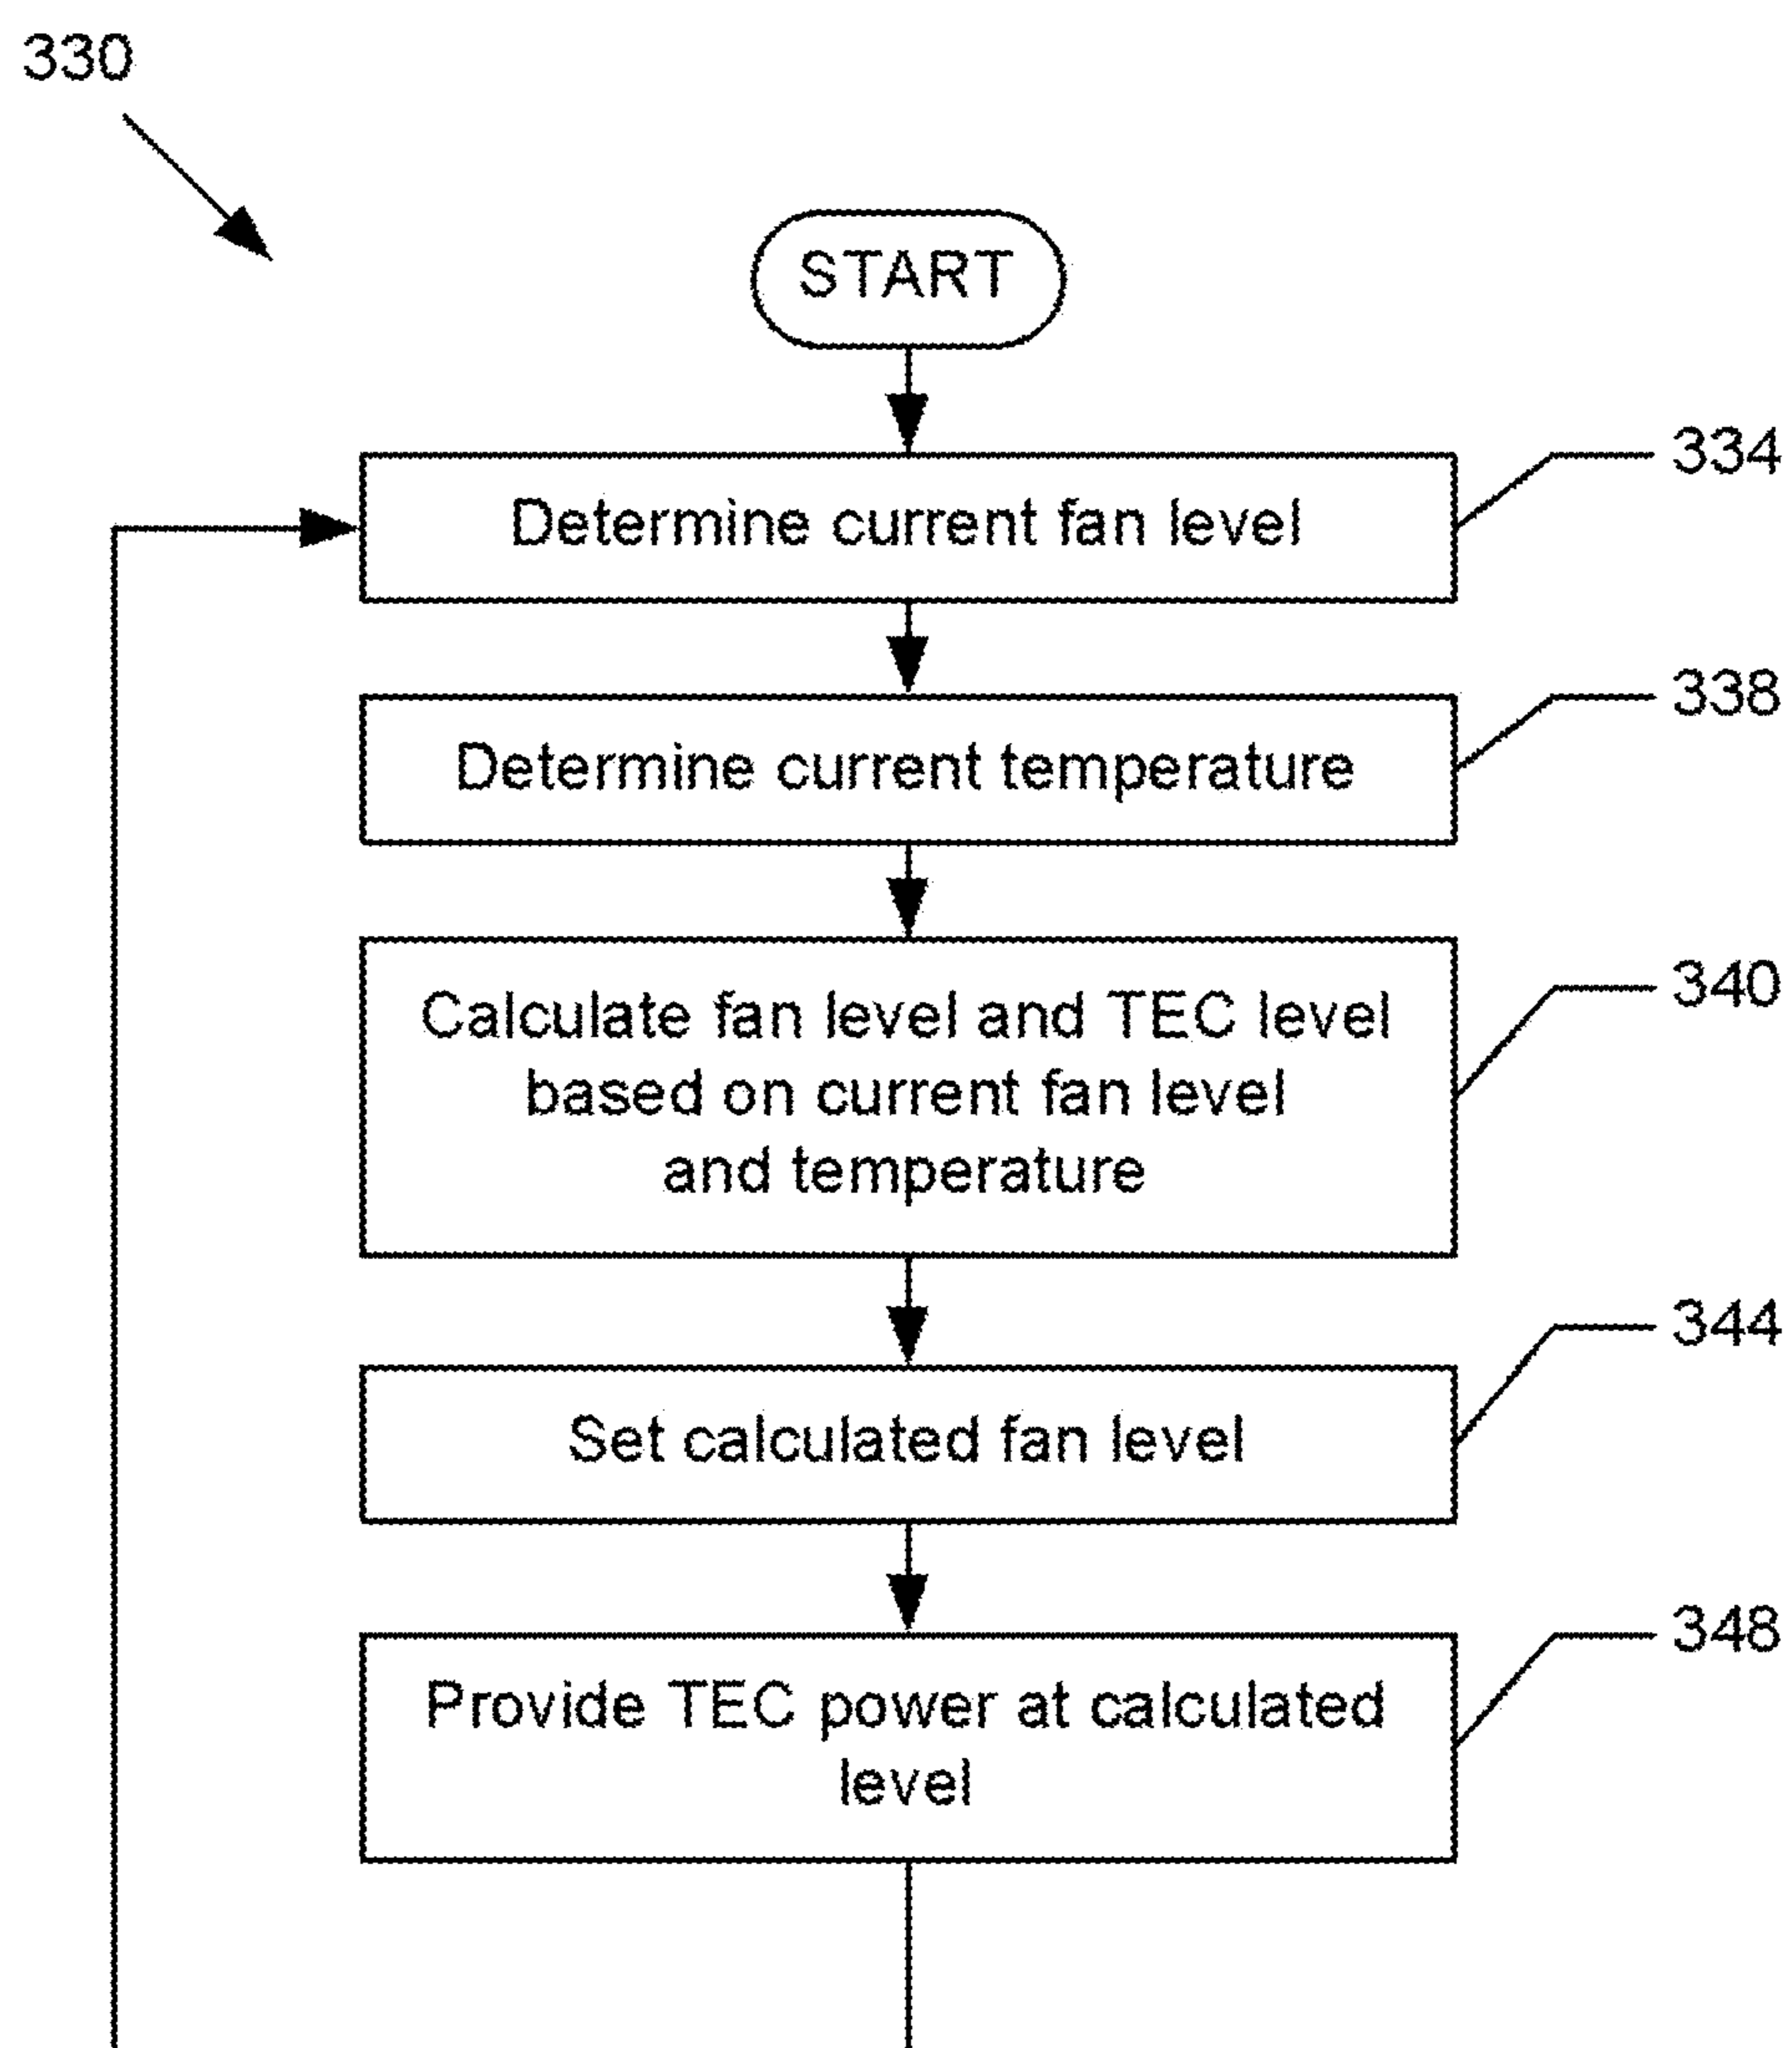 330
START
334
Determine current fan level
338
Determine current temperature
340
Calculate fan level and TEC level
based on current fan level
and temperature
344
Set calculated fan level
348
Provide TEC power at calculated
level